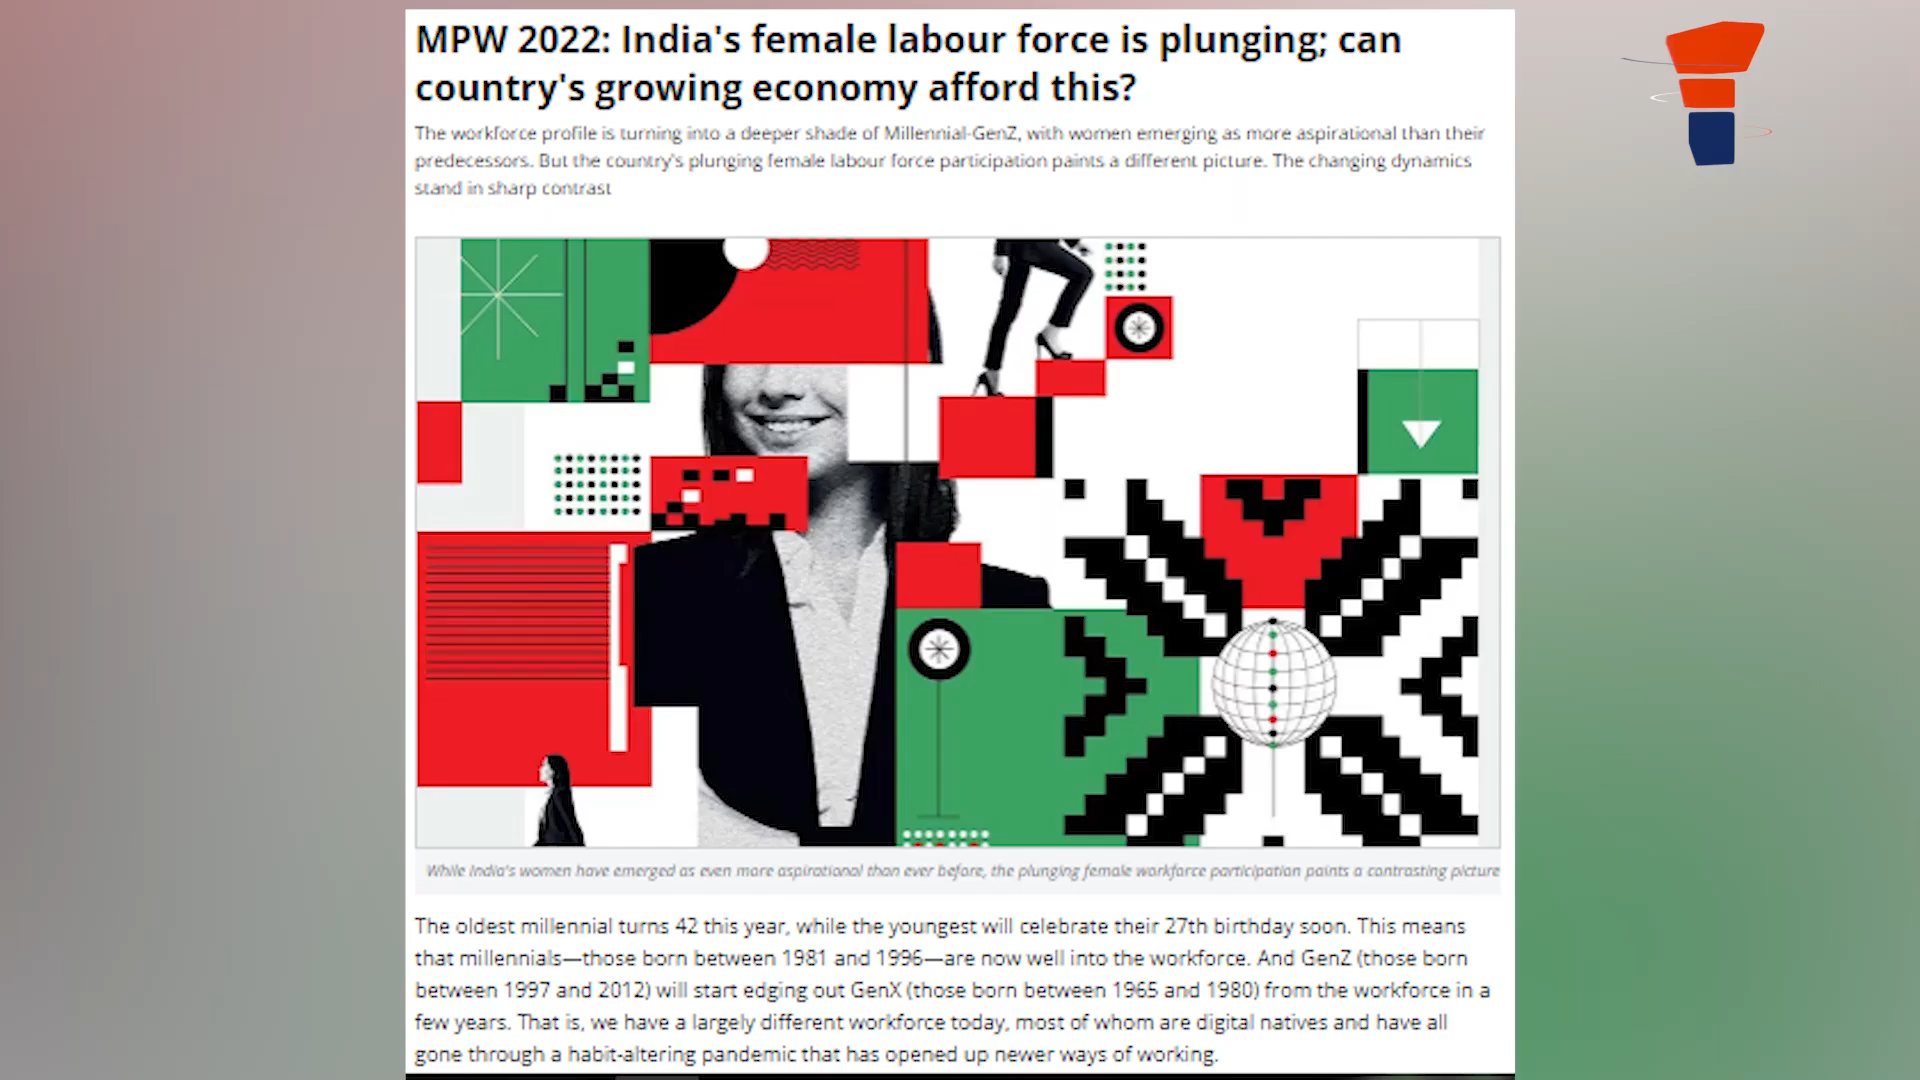 MPW 2022: India's female labour force is plunging; can
country's growing economy afford this?
The workforce profile is turning into a deeper shade of Millennial-GenZ, with women emerging as more aspirational than their
predecessors. But the country's plunging female labour force participation paints a different picture. The changing dynamics
stand in sharp contrast
While India's women have emerged as even more aspirational than ever before, the plunging female workforce participation paints a contrasting picture
The oldest millennial turns 42 this year, while the youngest will celebrate their 27th birthday soon. This means
that millennials—those born between 1981 and 1996—are now well into the workforce. And GenZ (those born
between 1997 and 2012) will start edging out GenX (those born between 1965 and 1980) from the workforce in a
few years. That is, we have a largely different workforce today, most of whom are digital natives and have all
gone through a habit-altering pandemic that has opened up newer ways of working.